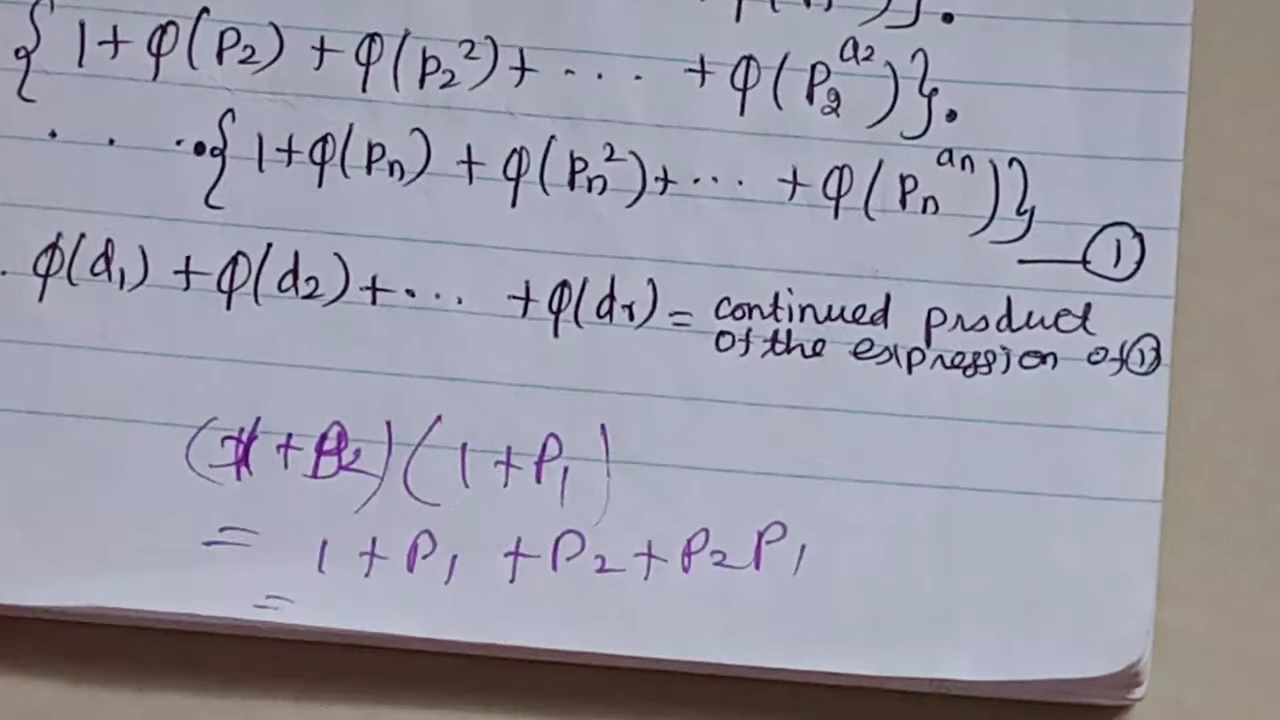 { 1 + φ(p₂) + φ(p₂²) + ... + φ(p₂^a₂)}.
. . ..{ 1 + φ(pₙ) + φ(pₙ²) + ... + φ(pₙ^aₙ)}
— ①
. φ(d₁) + φ(d₂) + ... + φ(dᵣ) = continued product
of the expression of ①
(1 + P₂)(1 + P₁)
= 1 + P₁ + P₂ + P₂P₁
=